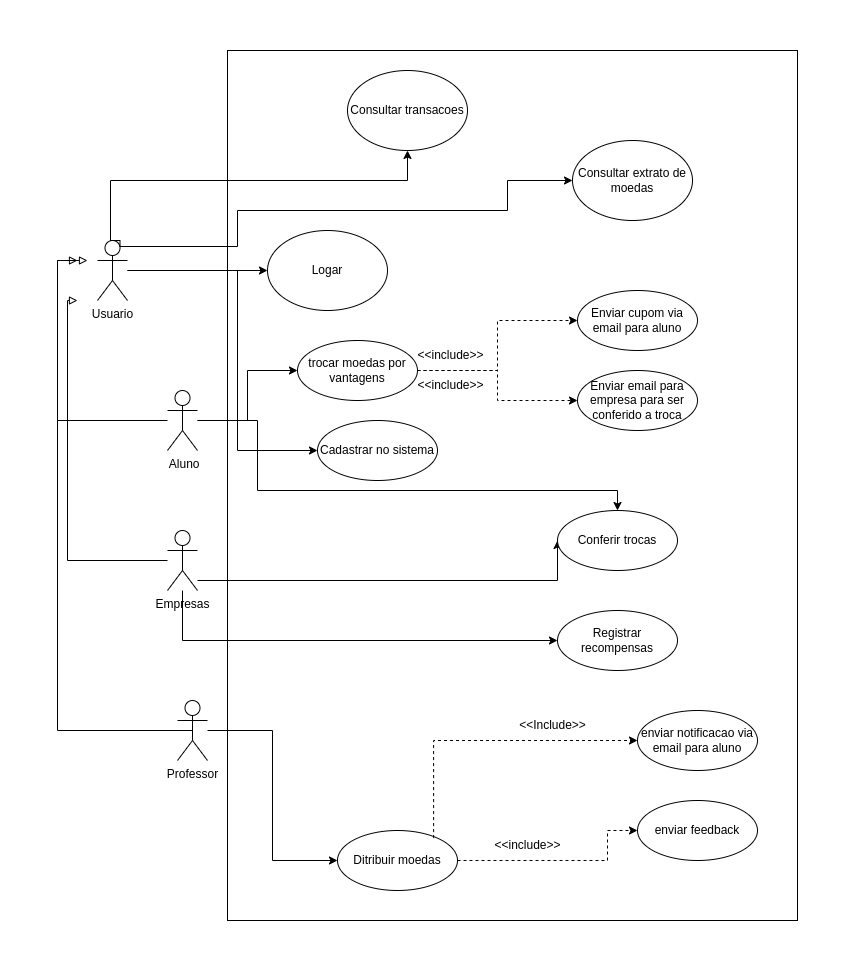 Consultar transacoes
Consultar extrato de
moedas
Logar
Usuario
Enviar cupom via
email para aluno
<<include>>
trocar moedas por
vantagens
<<include>>
Enviar email para
empresa para ser
conferido a troca
Cadastrar no sistema
Aluno
Conferir trocas
Empresas
Registrar
recompensas
<<Include>>
enviar notificacao via
email para aluno
Professor
enviar feedback
<<include>>
Ditribuir moedas